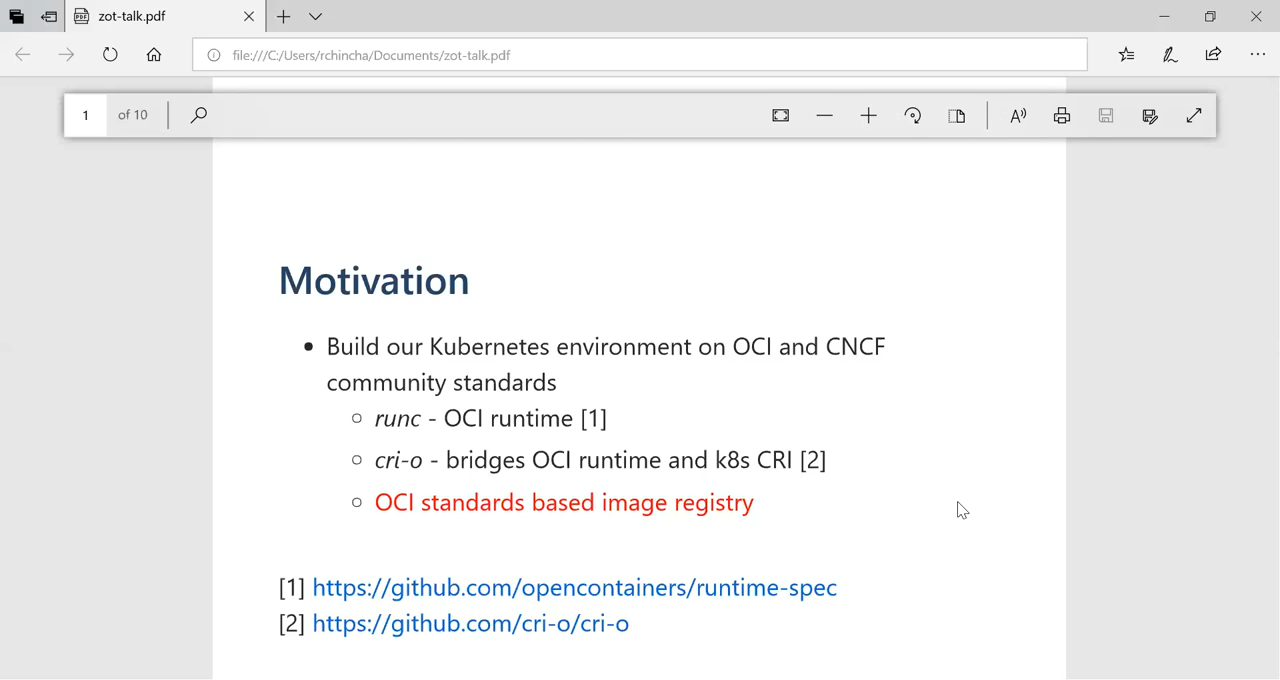 zot-talk.pdf
file:///C:/Users/rchincha/Documents/zot-talk.pdf
1 of 10
Motivation
• Build our Kubernetes environment on OCI and CNCF
community standards
○ runc - OCI runtime [1]
○ cri-o - bridges OCI runtime and k8s CRI [2]
○ OCI standards based image registry
[1] https://github.com/opencontainers/runtime-spec
[2] https://github.com/cri-o/cri-o